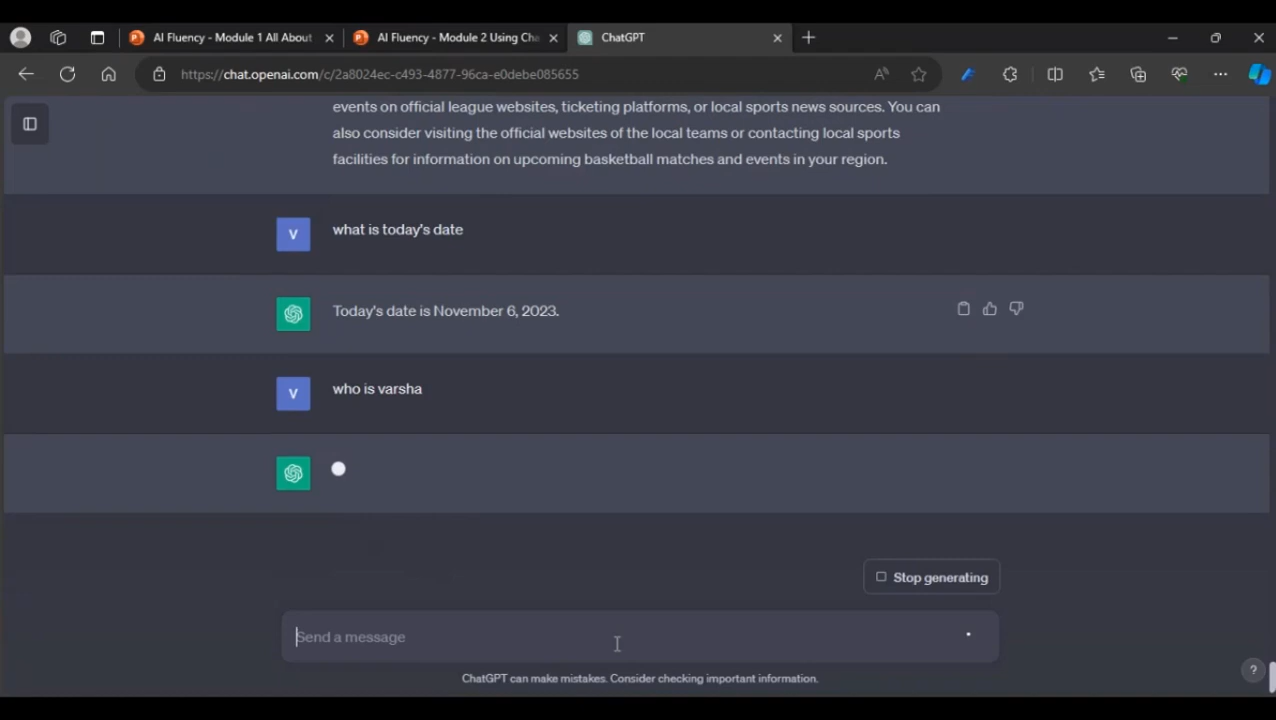 AI Fluency - Module 1 All About
AI Fluency - Module 2 Using Cha
ChatGPT
https://chat.openai.com/c/2a8024ec-c493-4877-96ca-e0debe085655
events on official league websites, ticketing platforms, or local sports news sources. You can
also consider visiting the official websites of the local teams or contacting local sports
facilities for information on upcoming basketball matches and events in your region.
V
what is today's date
Today's date is November 6, 2023.
V
who is varsha
Stop generating
Send a message
ChatGPT can make mistakes. Consider checking important information.
?